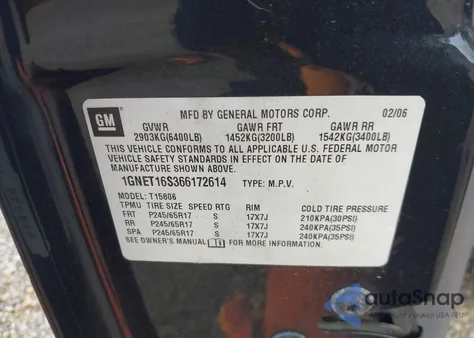 GM
MFD BY GENERAL MOTORS CORP. 02/06
GVWR GAWR FRT GAWR RR
2903KG(6400LB) 1452KG(3200LB) 1542KG(3400LB)
THIS VEHICLE CONFORMS TO ALL APPLICABLE U.S. FEDERAL MOTOR
VEHICLE SAFETY STANDARDS IN EFFECT ON THE DATE OF
MANUFACTURE SHOWN ABOVE.
1GNET16S366172614 TYPE: M.P.V.
MODEL: T15806
TPMU TIRE SIZE SPEED RTG RIM COLD TIRE PRESSURE
FRT P245/65R17 S 17X7J 210KPA(30PSI)
RR P245/65R17 S 17X7J 240KPA(35PSI)
SPA P245/65R17 S 17X7J 240KPA(35PSI)
SEE OWNER'S MANUAL FOR MORE INFORMATION.
autoSnap